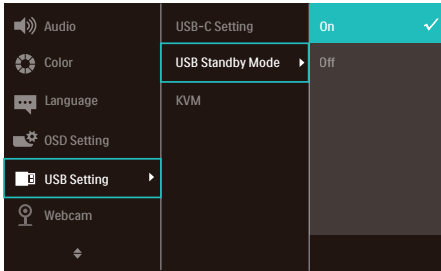 Audio
Color
Language
OSD Setting
USB Setting
Webcam
USB-C Setting
USB Standby Mode
KVM
On
Off